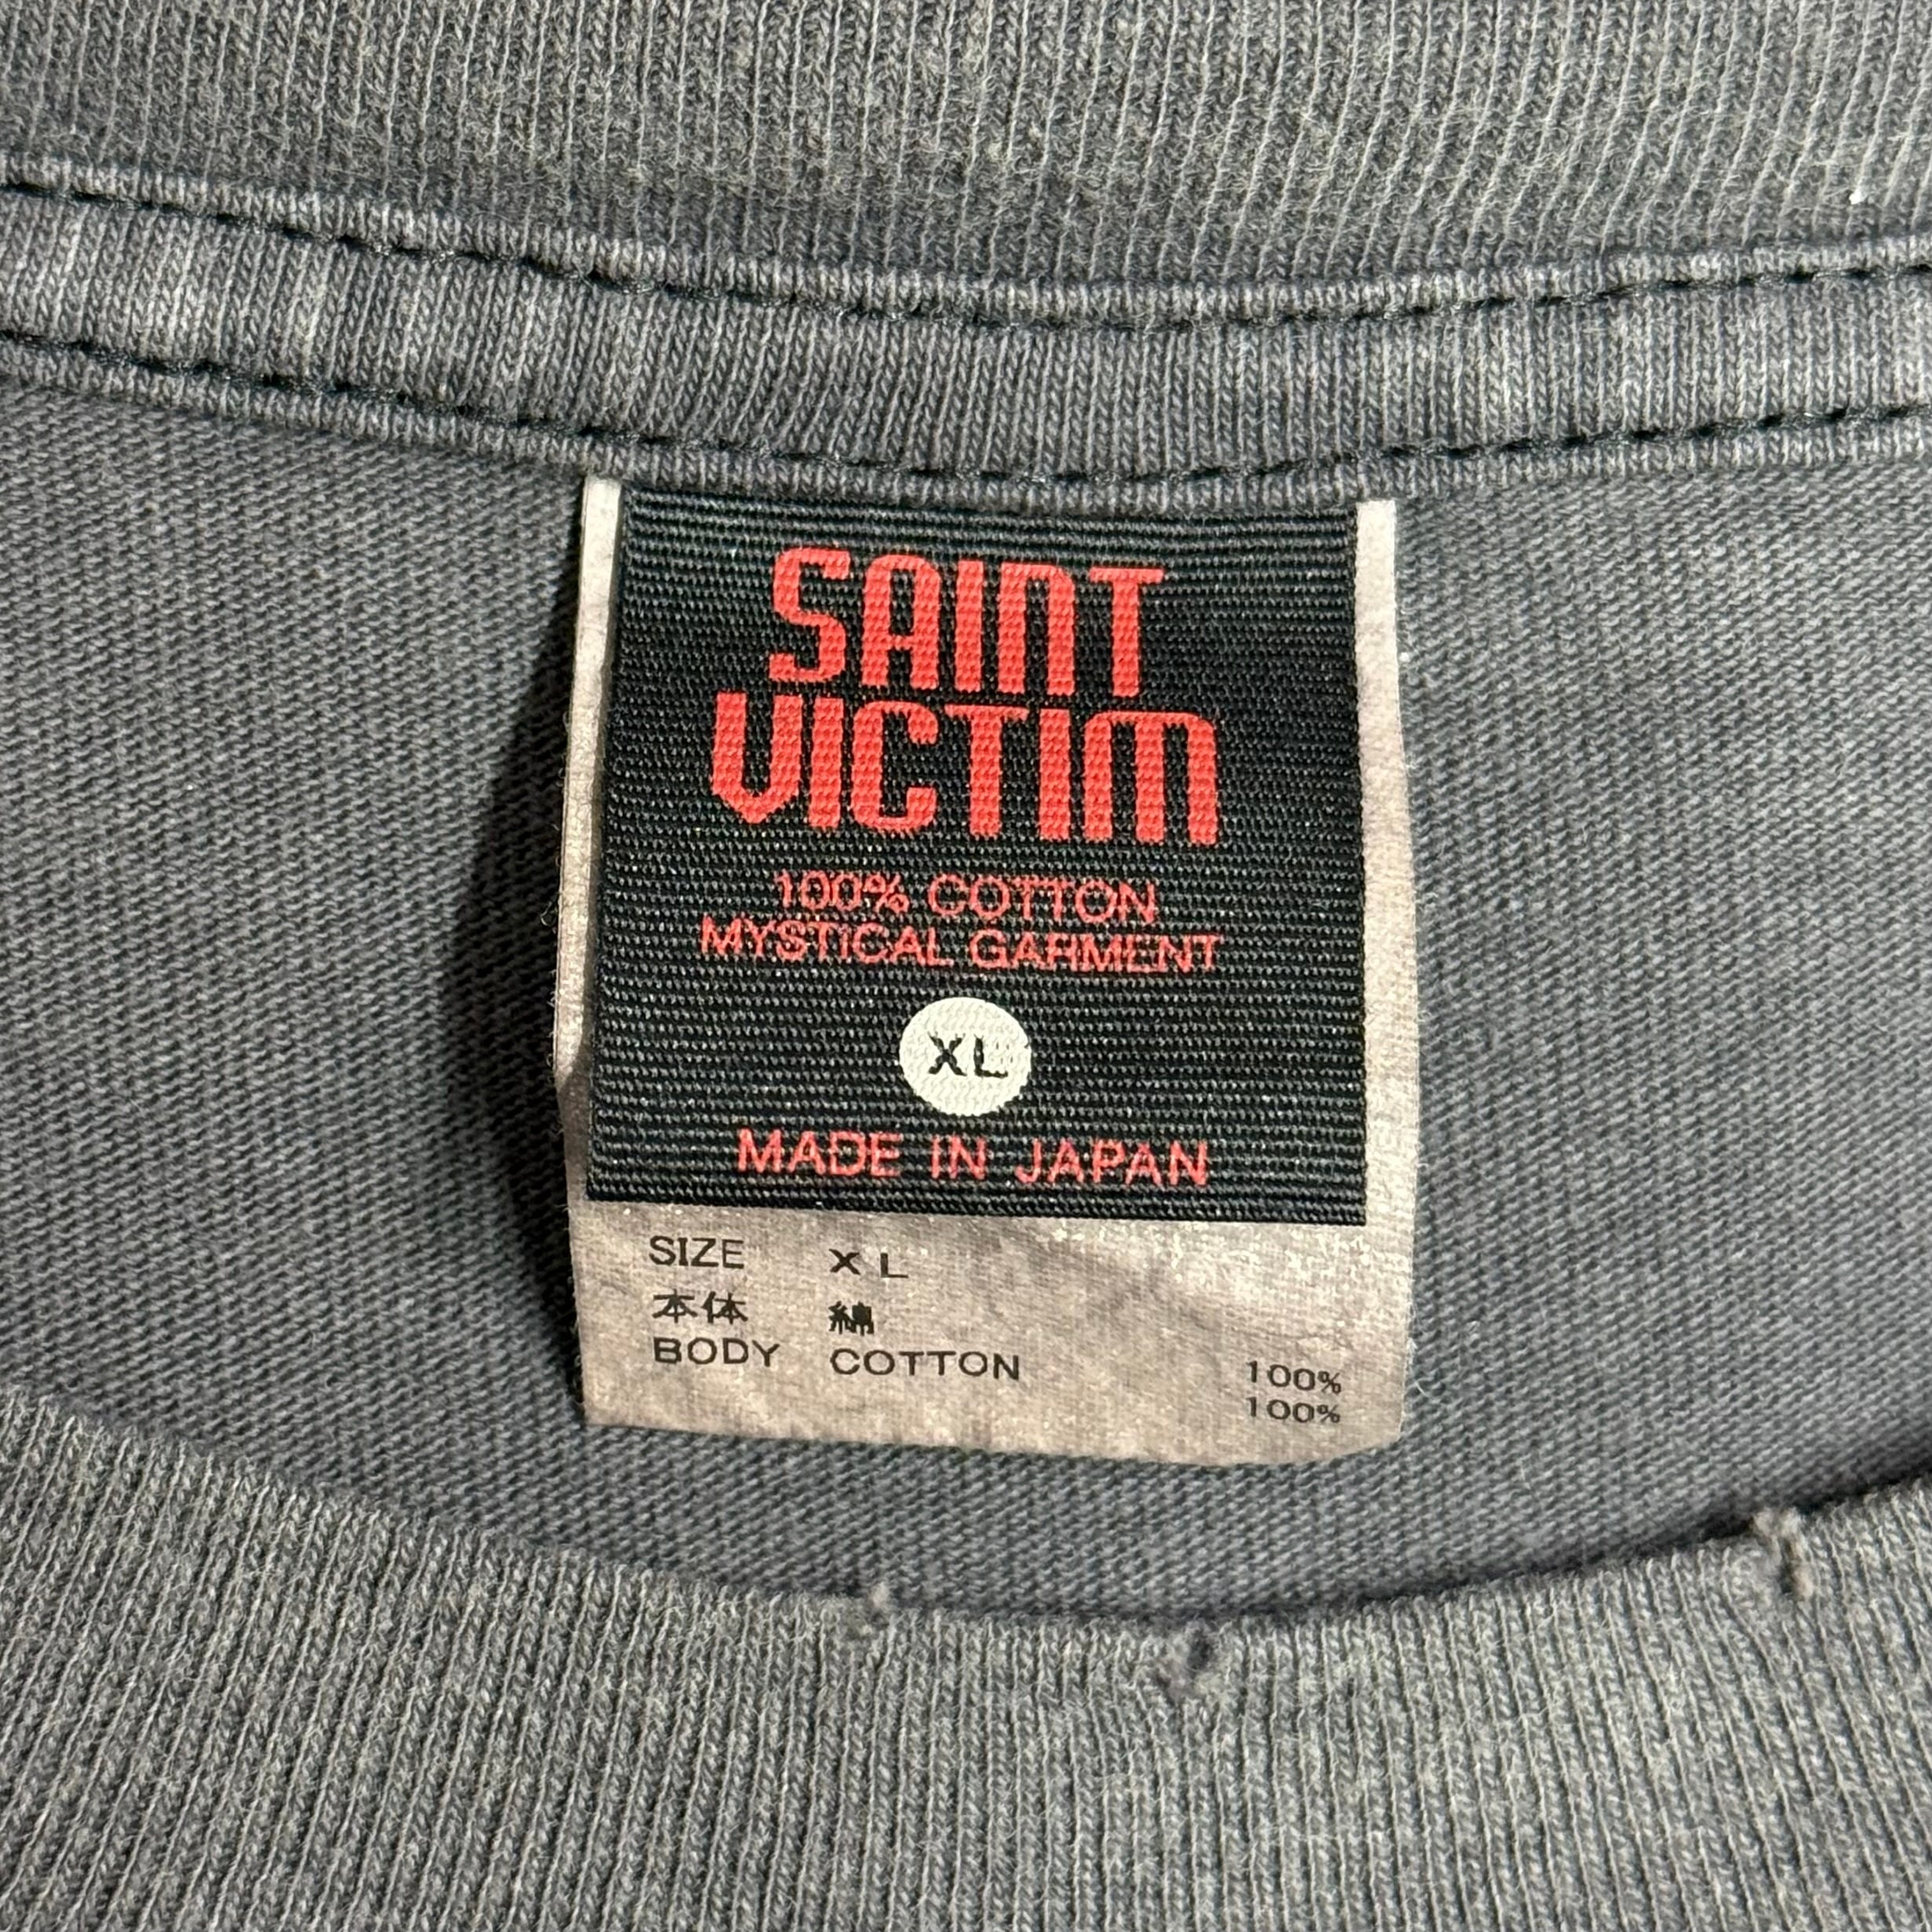 SAINT
VICTIM
100% COTTON
MYSTICAL GARMENT
XL
MADE IN JAPAN
SIZE XL
本体 綿 100%
BODY COTTON 100%